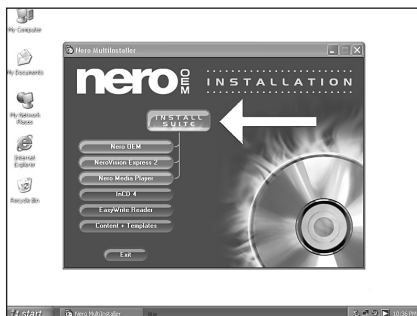 My Computer
My Documents
My Network
Places
Internet
Explorer
Recycle Bin
Nero MultiInstaller
nero OEM
INSTALLATION
INSTALL
SUITE
Nero OEM
NeroVision Express 2
Nero Media Player
InCD 4
EasyWrite Reader
Content + Templates
Exit
start
Nero MultiInstaller
10:36 PM